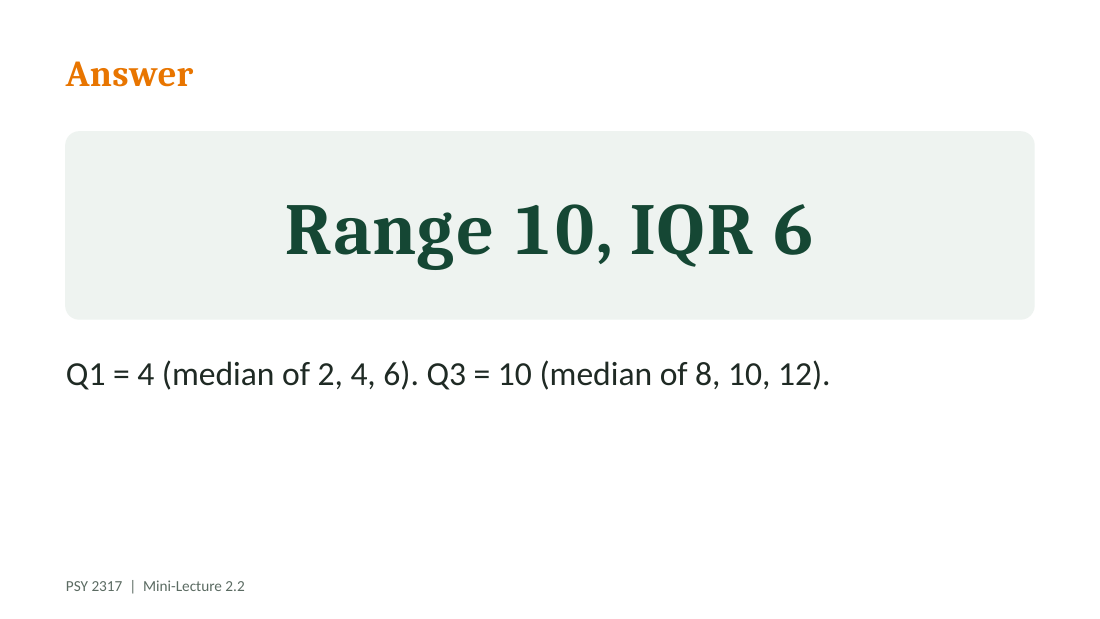 Answer
Range 10, IQR 6
Q1 = 4 (median of 2, 4, 6). Q3 = 10 (median of 8, 10, 12).
PSY 2317 | Mini-Lecture 2.2